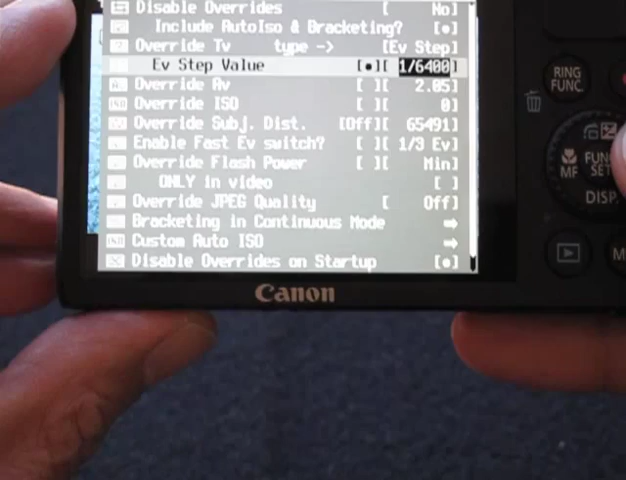 Disable Overrides [ No]
Include AutoIso & Bracketing? [•]
Override Tv type -> [Ev Step]
Ev Step Value [•][ 1/6400]
Override Av [ ][ 2.05]
Override ISO [ ][ 0]
Override Subj. Dist. [Off][ 65491]
Enable Fast Ev switch? [ ][ 1/3 Ev]
Override Flash Power [ ][ Min]
ONLY in video [ ]
Override JPEG Quality [ Off]
Bracketing in Continuous Mode →
Custom Auto ISO →
Disable Overrides on Startup [•]
Canon
RING
FUNC.
MF
FUNC
SET
DISP.
M